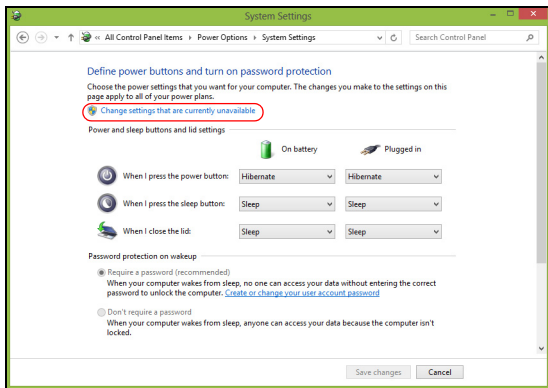 System Settings
« All Control Panel Items › Power Options › System Settings
Search Control Panel
Define power buttons and turn on password protection
Choose the power settings that you want for your computer. The changes you make to the settings on this
page apply to all of your power plans.
Change settings that are currently unavailable
Power and sleep buttons and lid settings
On battery Plugged in
When I press the power button: Hibernate Hibernate
When I press the sleep button: Sleep Sleep
When I close the lid: Sleep Sleep
Password protection on wakeup
Require a password (recommended)
When your computer wakes from sleep, no one can access your data without entering the correct
password to unlock the computer. Create or change your user account password
Don't require a password
When your computer wakes from sleep, anyone can access your data because the computer isn't
locked.
Save changes Cancel